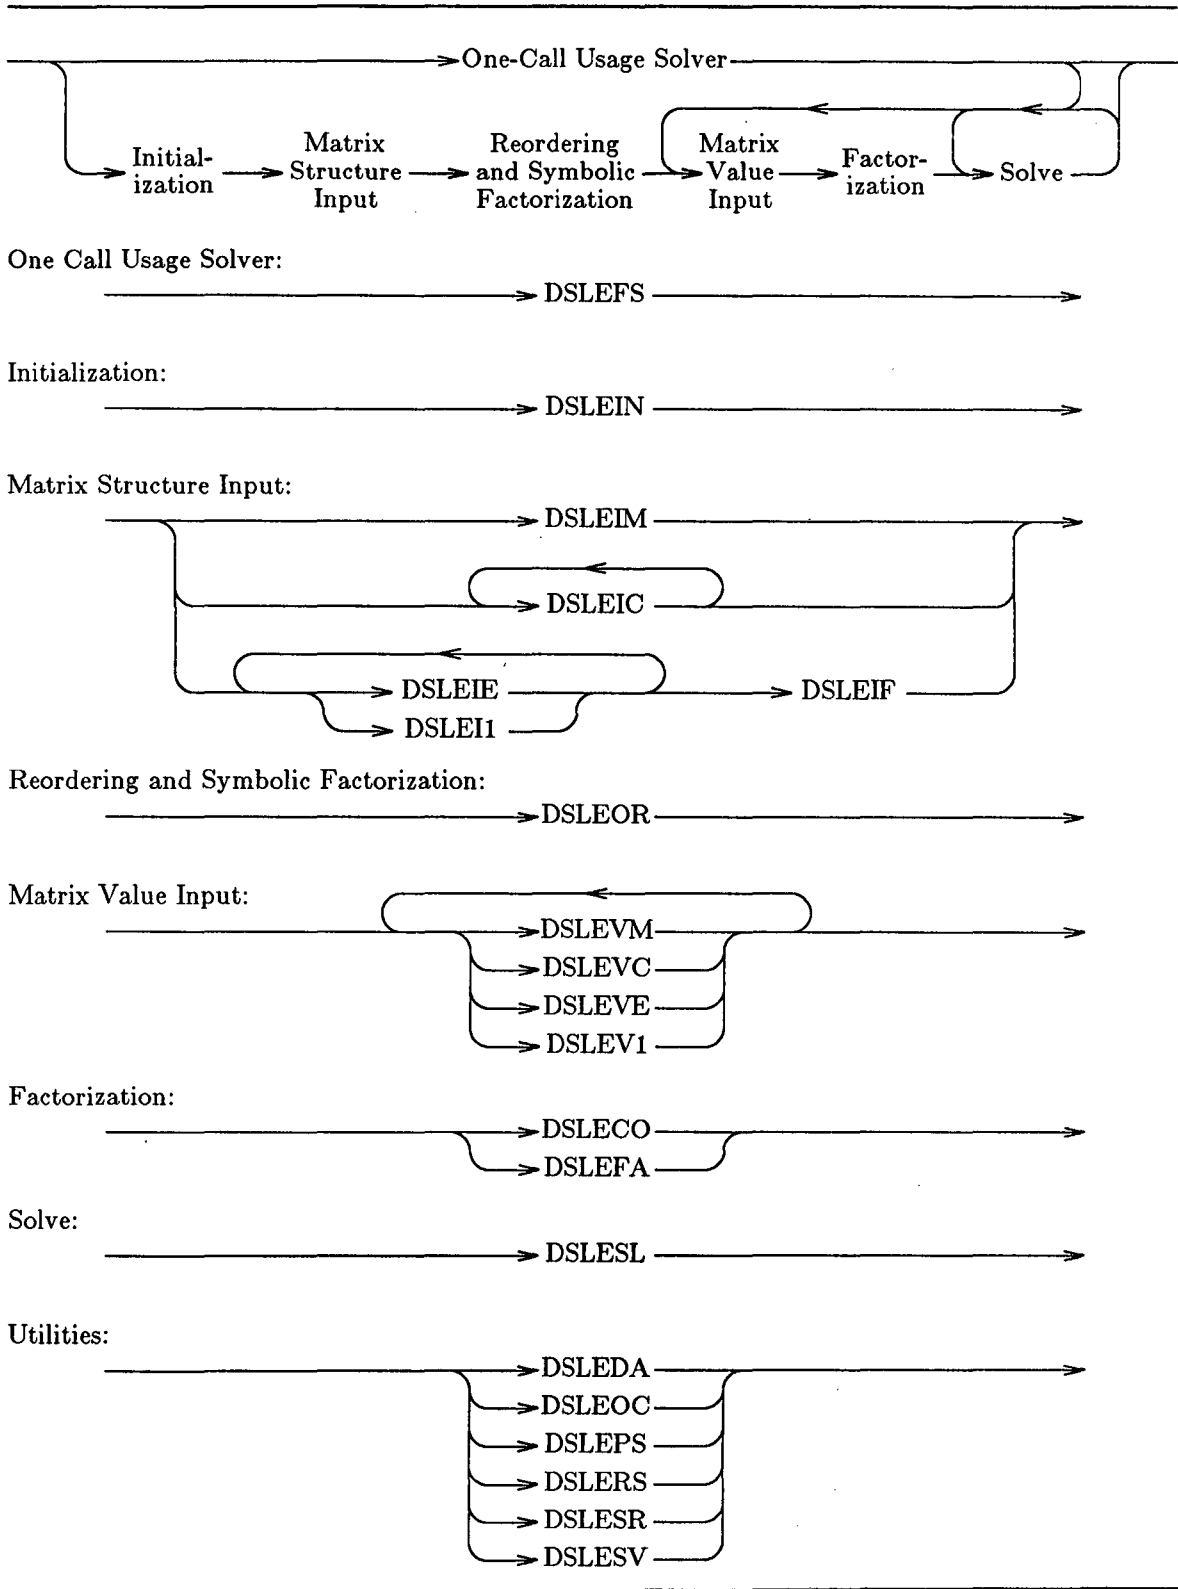 One-Call Usage Solver
Initial-
ization
Matrix
Structure
Input
Reordering
and Symbolic
Factorization
Matrix
Value
Input
Factor-
ization
Solve
One Call Usage Solver:
DSLEFS
Initialization:
DSLEIN
Matrix Structure Input:
DSLEIM
DSLEIC
DSLEIE
DSLEIF
DSLEI1
Reordering and Symbolic Factorization:
DSLEOR
Matrix Value Input:
DSLEVM
DSLEVC
DSLEVE
DSLEV1
Factorization:
DSLECO
DSLEFA
Solve:
DSLESL
Utilities:
DSLEDA
DSLEOC
DSLEPS
DSLERS
DSLESR
DSLESV